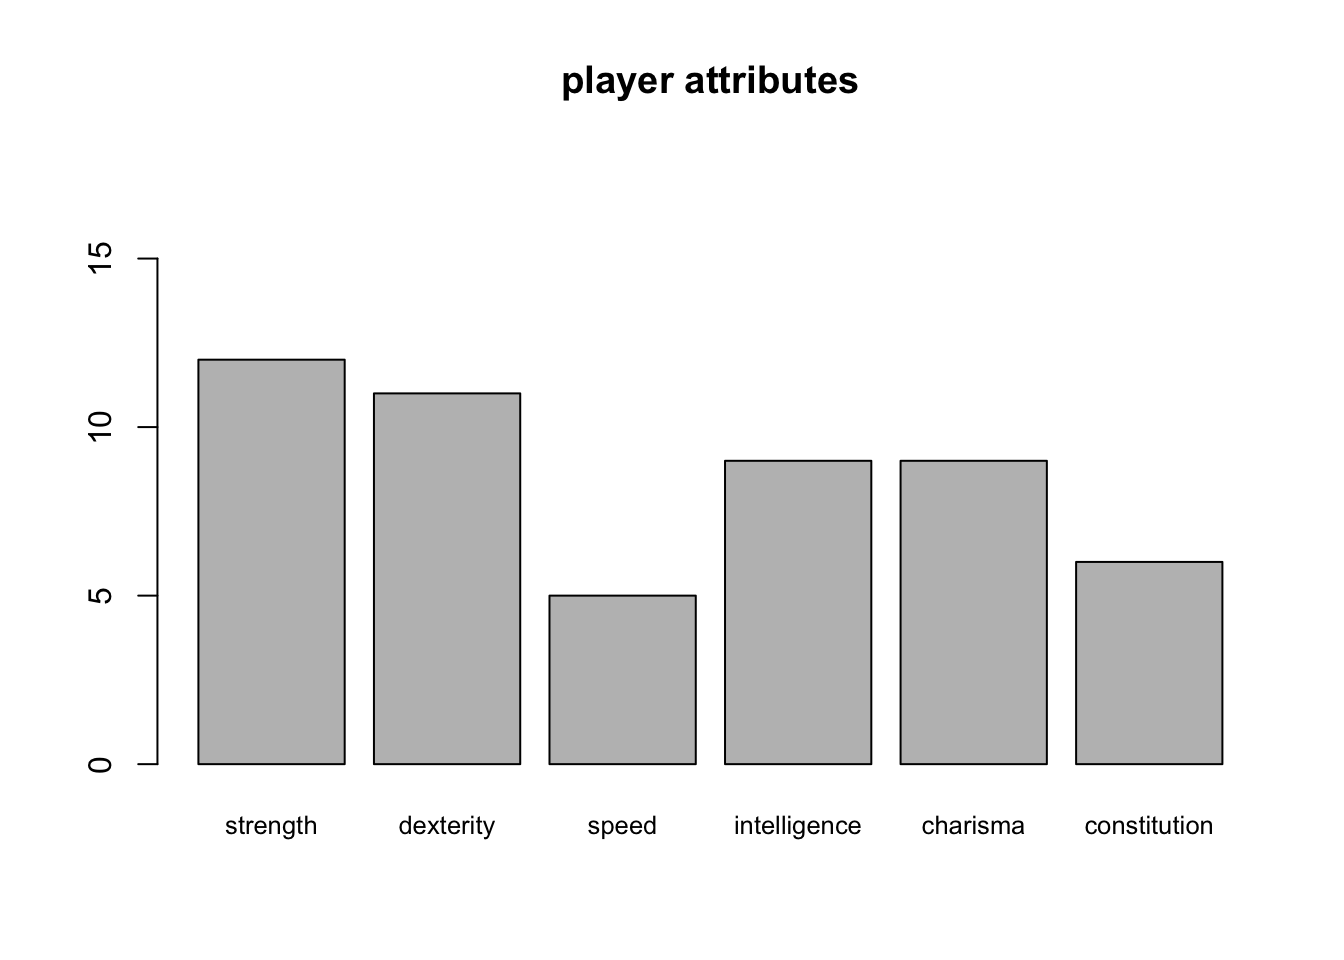 player attributes
15
10
5
0
strength dexterity speed intelligence charisma constitution